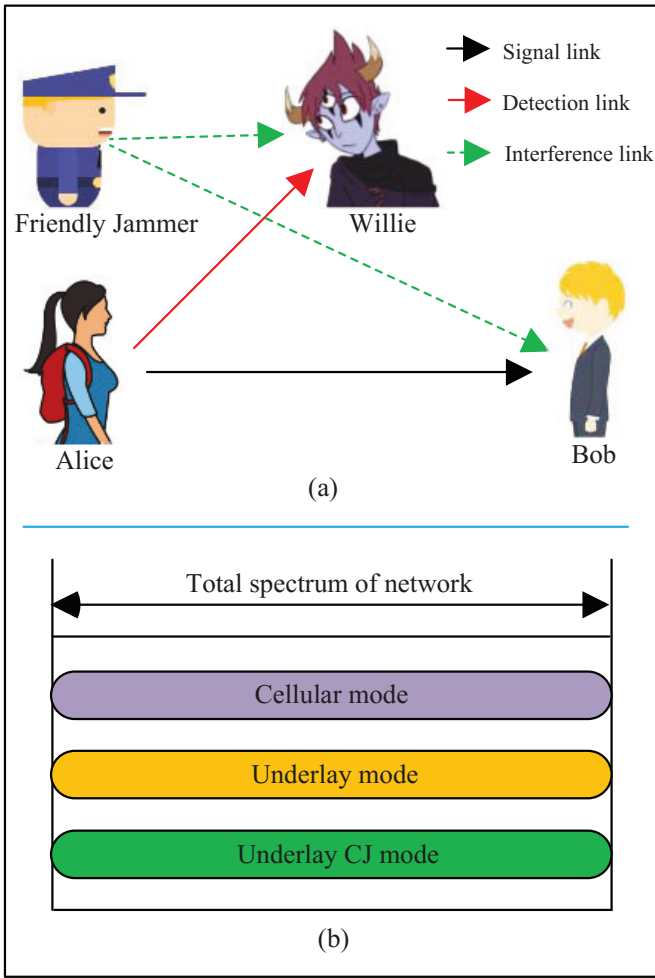 Signal link
Detection link
Interference link
Friendly Jammer
Willie
Alice
Bob
(a)
Total spectrum of network
Cellular mode
Underlay mode
Underlay CJ mode
(b)